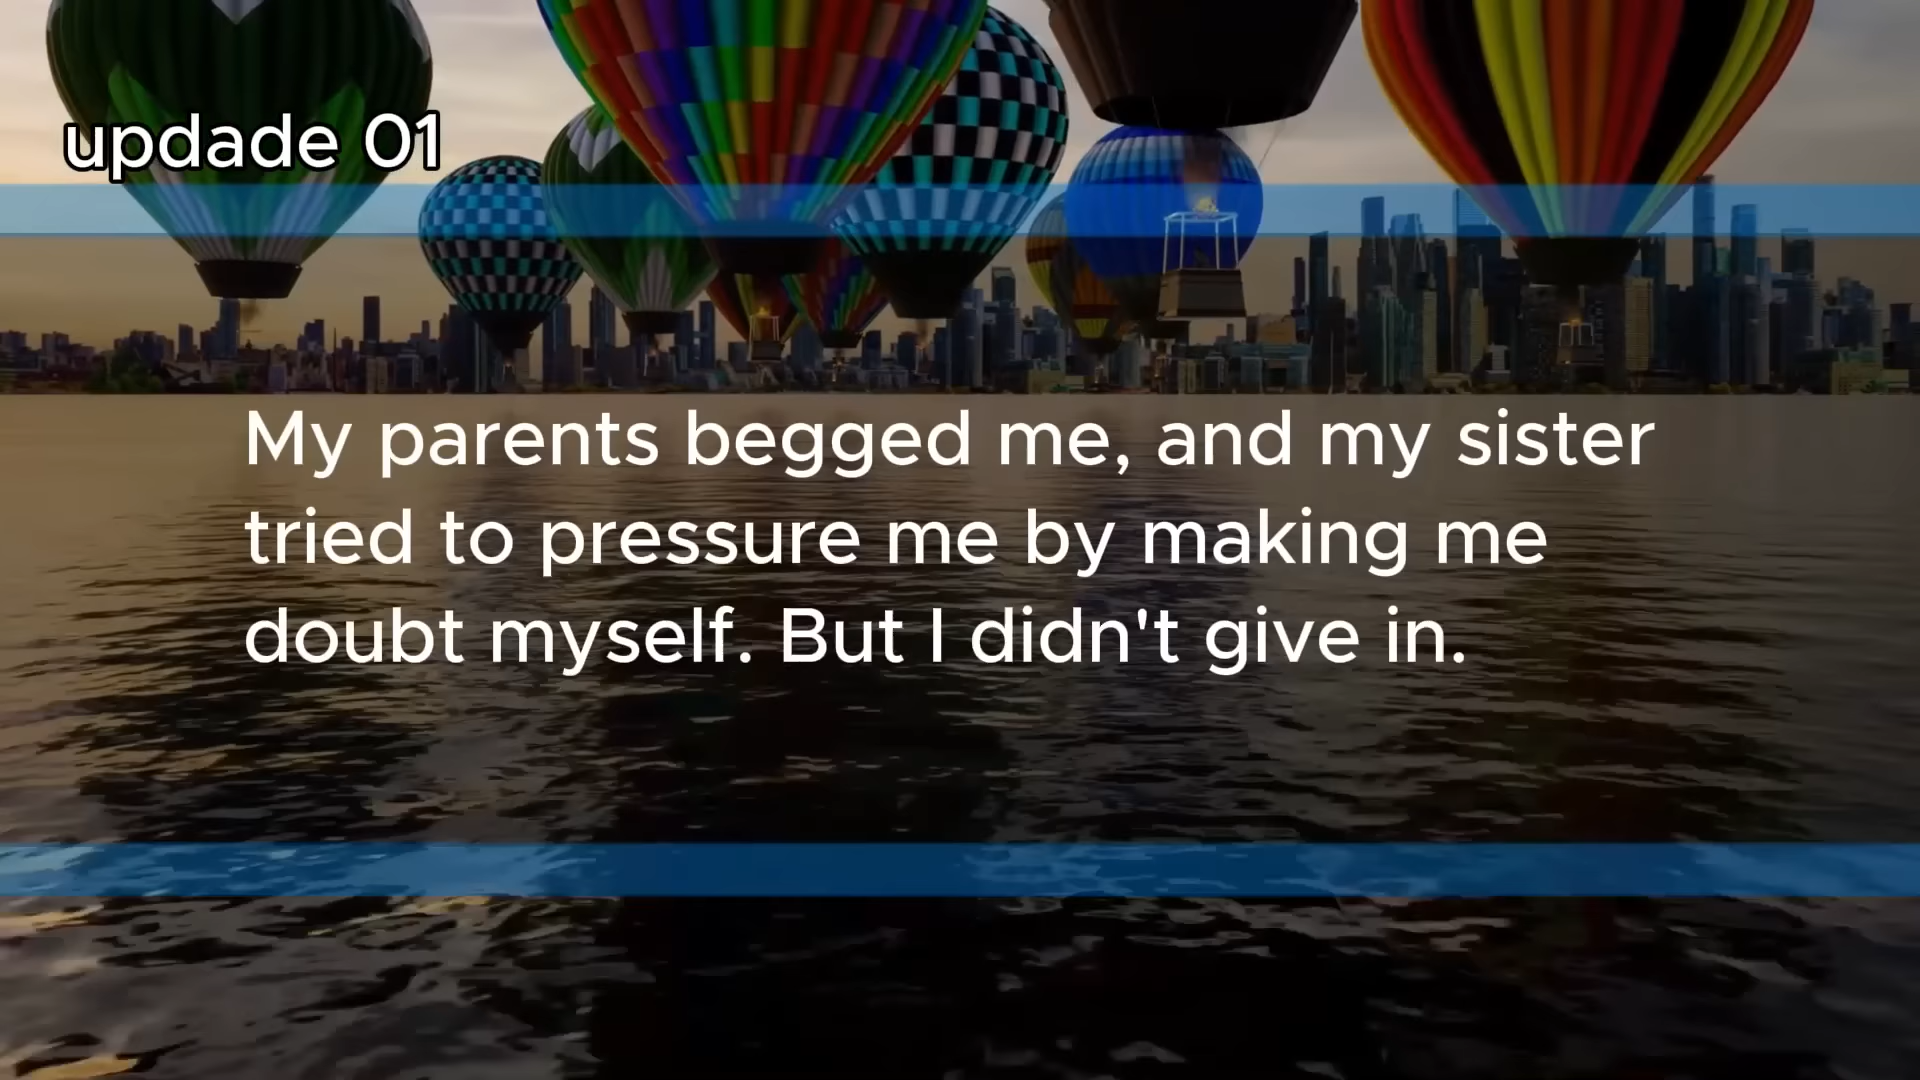 updade 01
My parents begged me, and my sister
tried to pressure me by making me
doubt myself. But I didn't give in.